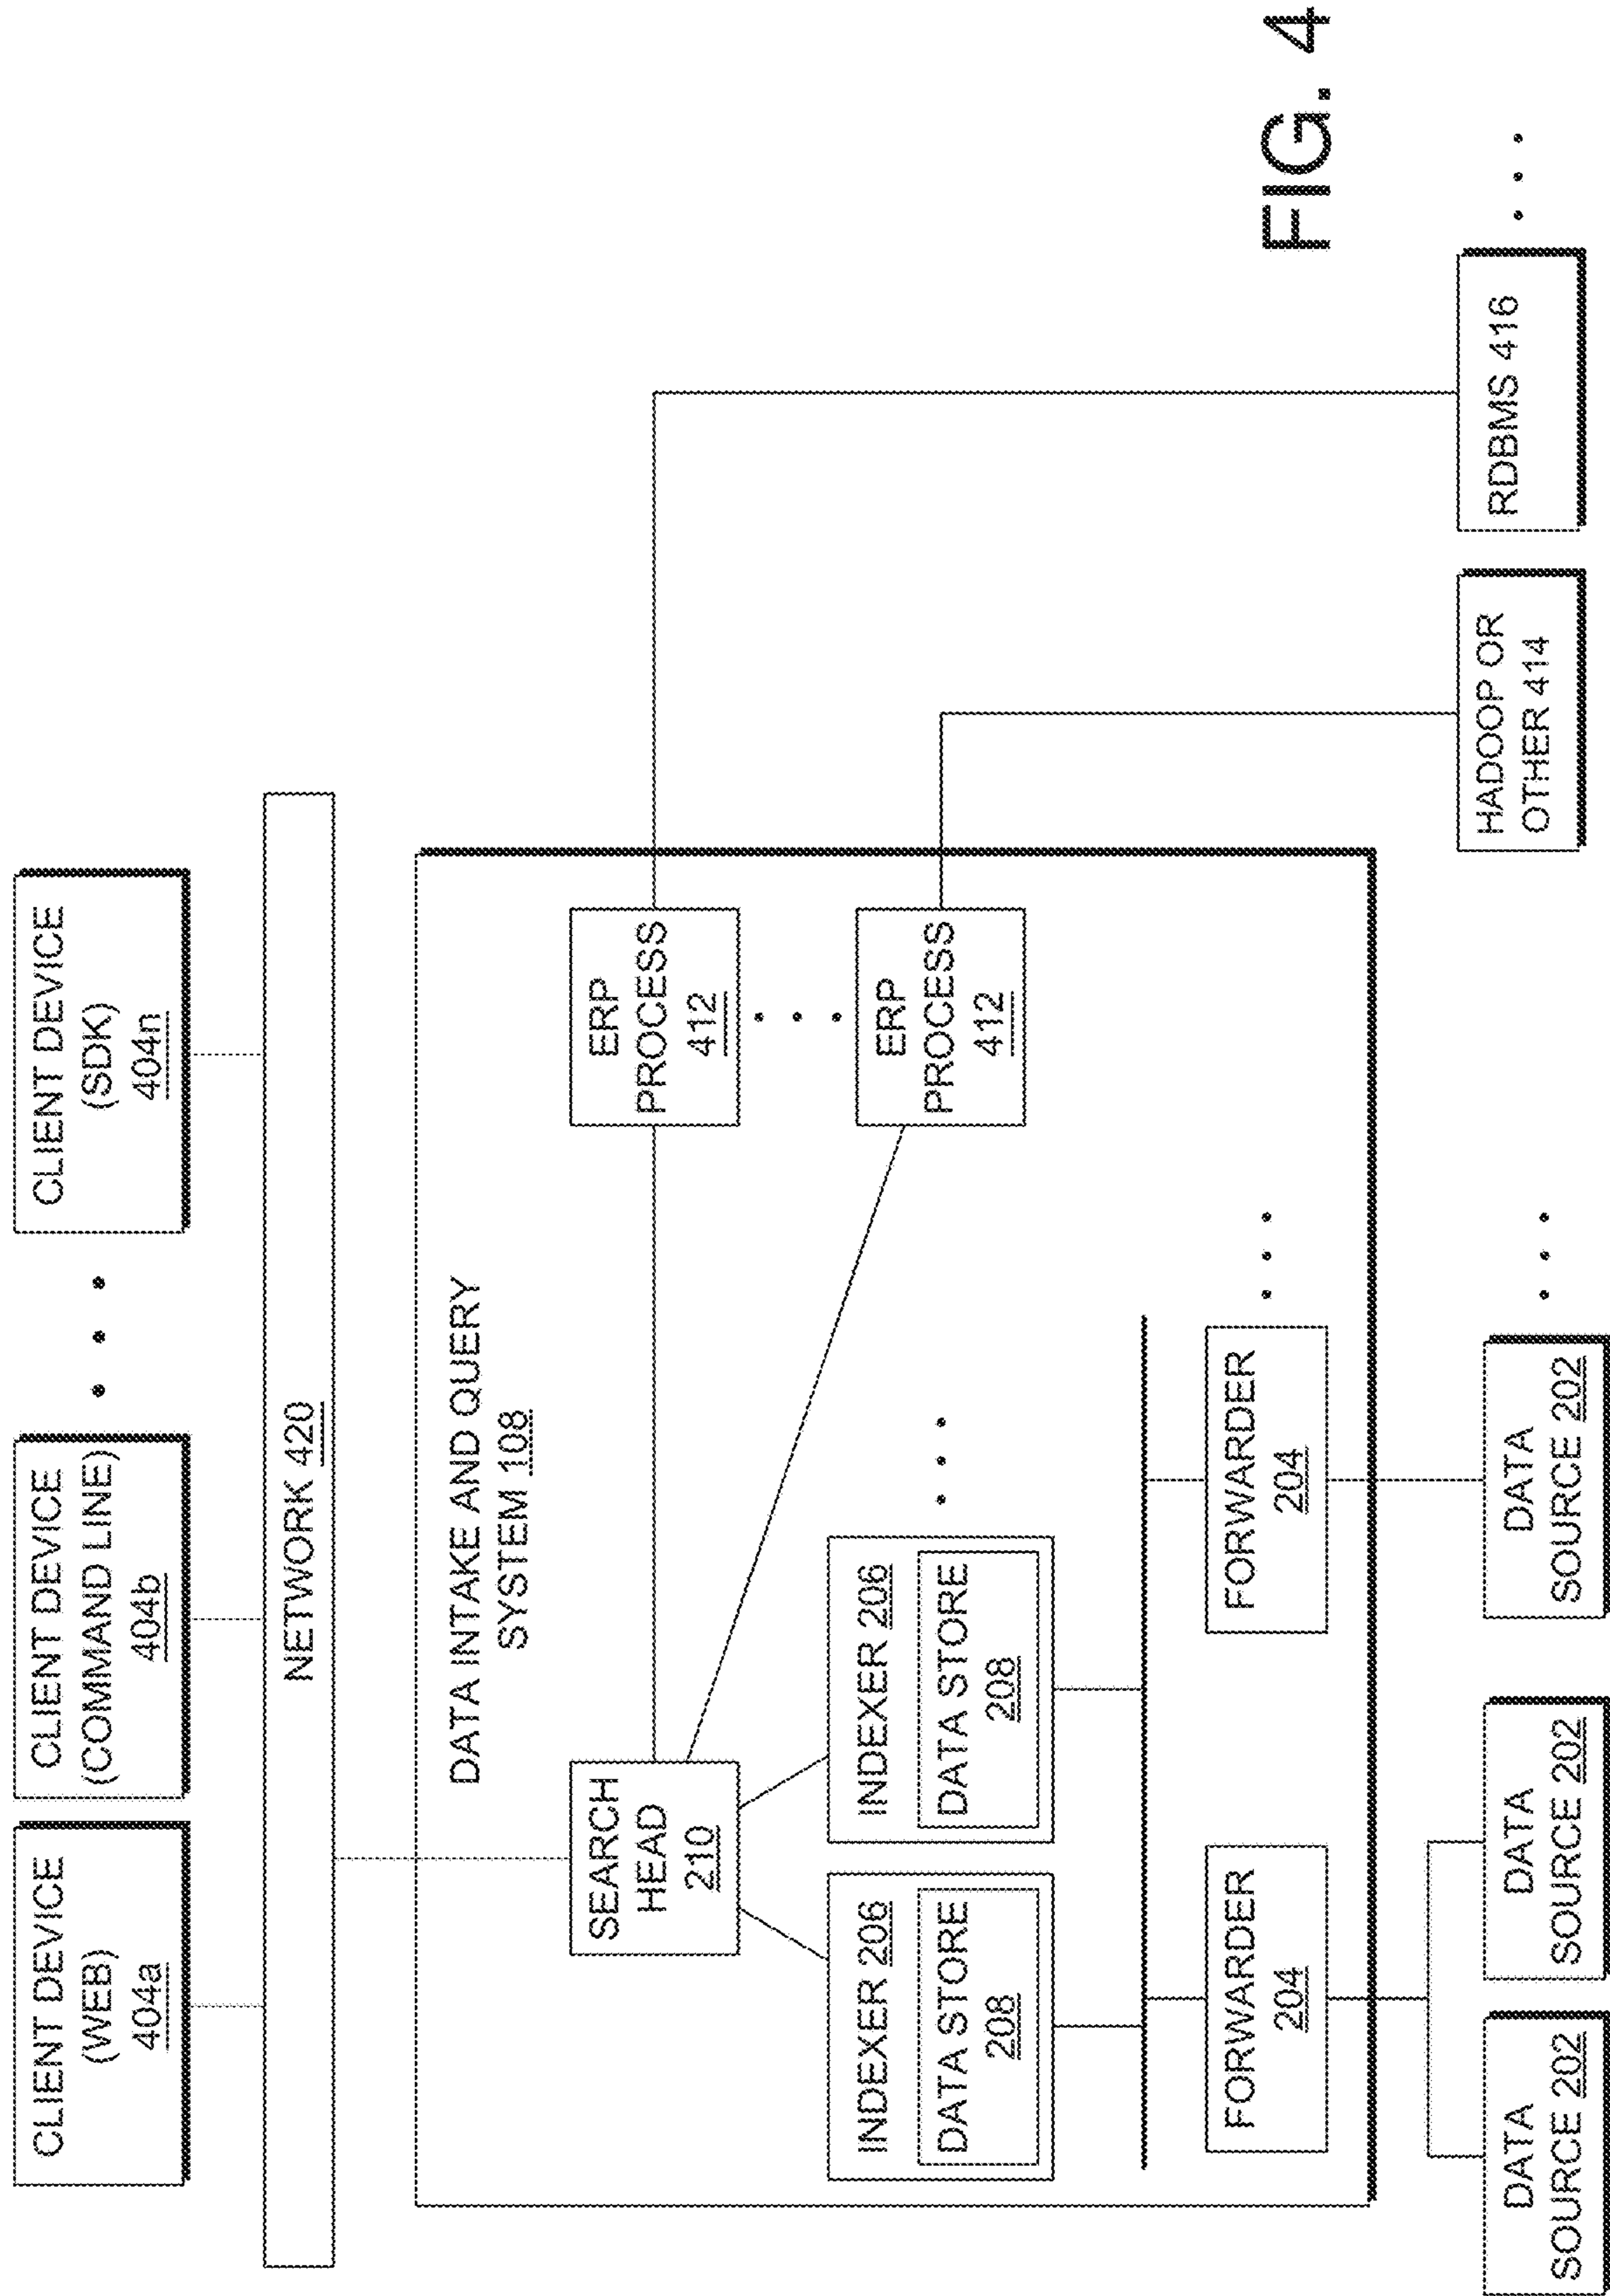 CLIENT DEVICE
(WEB)
404a
CLIENT DEVICE
(COMMAND LINE)
404b
CLIENT DEVICE
(SDK)
404n
NETWORK 420
DATA INTAKE AND QUERY
SYSTEM 108
SEARCH
HEAD
210
ERP
PROCESS
412
INDEXER 206
DATA STORE
208
INDEXER 206
DATA STORE
208
ERP
PROCESS
412
FORWARDER
204
FORWARDER
204
DATA
SOURCE 202
DATA
SOURCE 202
DATA
SOURCE 202
HADOOP OR
OTHER 414
RDBMS 416
FIG. 4